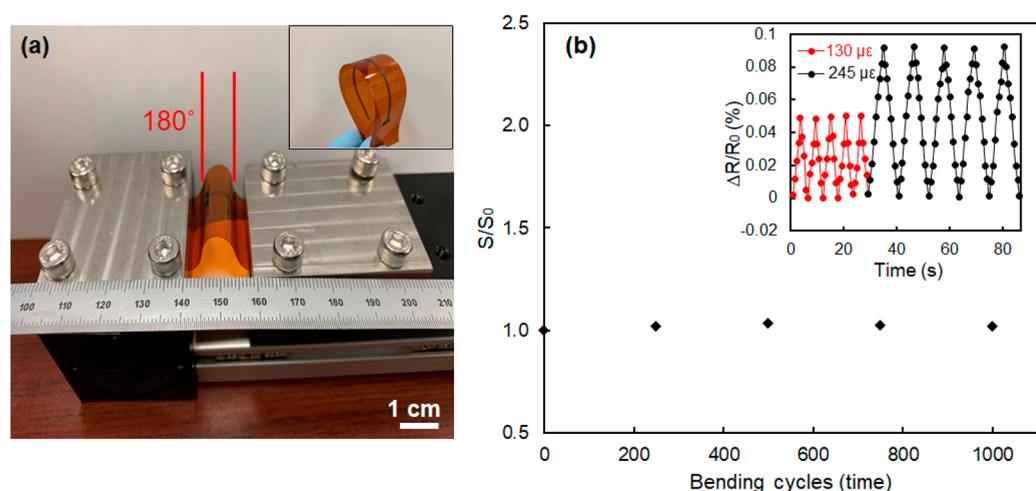 (a)
180°
100 110 120 130 140 150 160 170 180 190 200 210
1 cm
(b)
2.5
2.0
1.5
1.0
0.5
S/S0
0 200 400 600 800 1000
Bending cycles (time)
130 με
245 με
0.1
0.08
0.06
0.04
0.02
0
-0.02
ΔR/R0 (%)
0 20 40 60 80
Time (s)